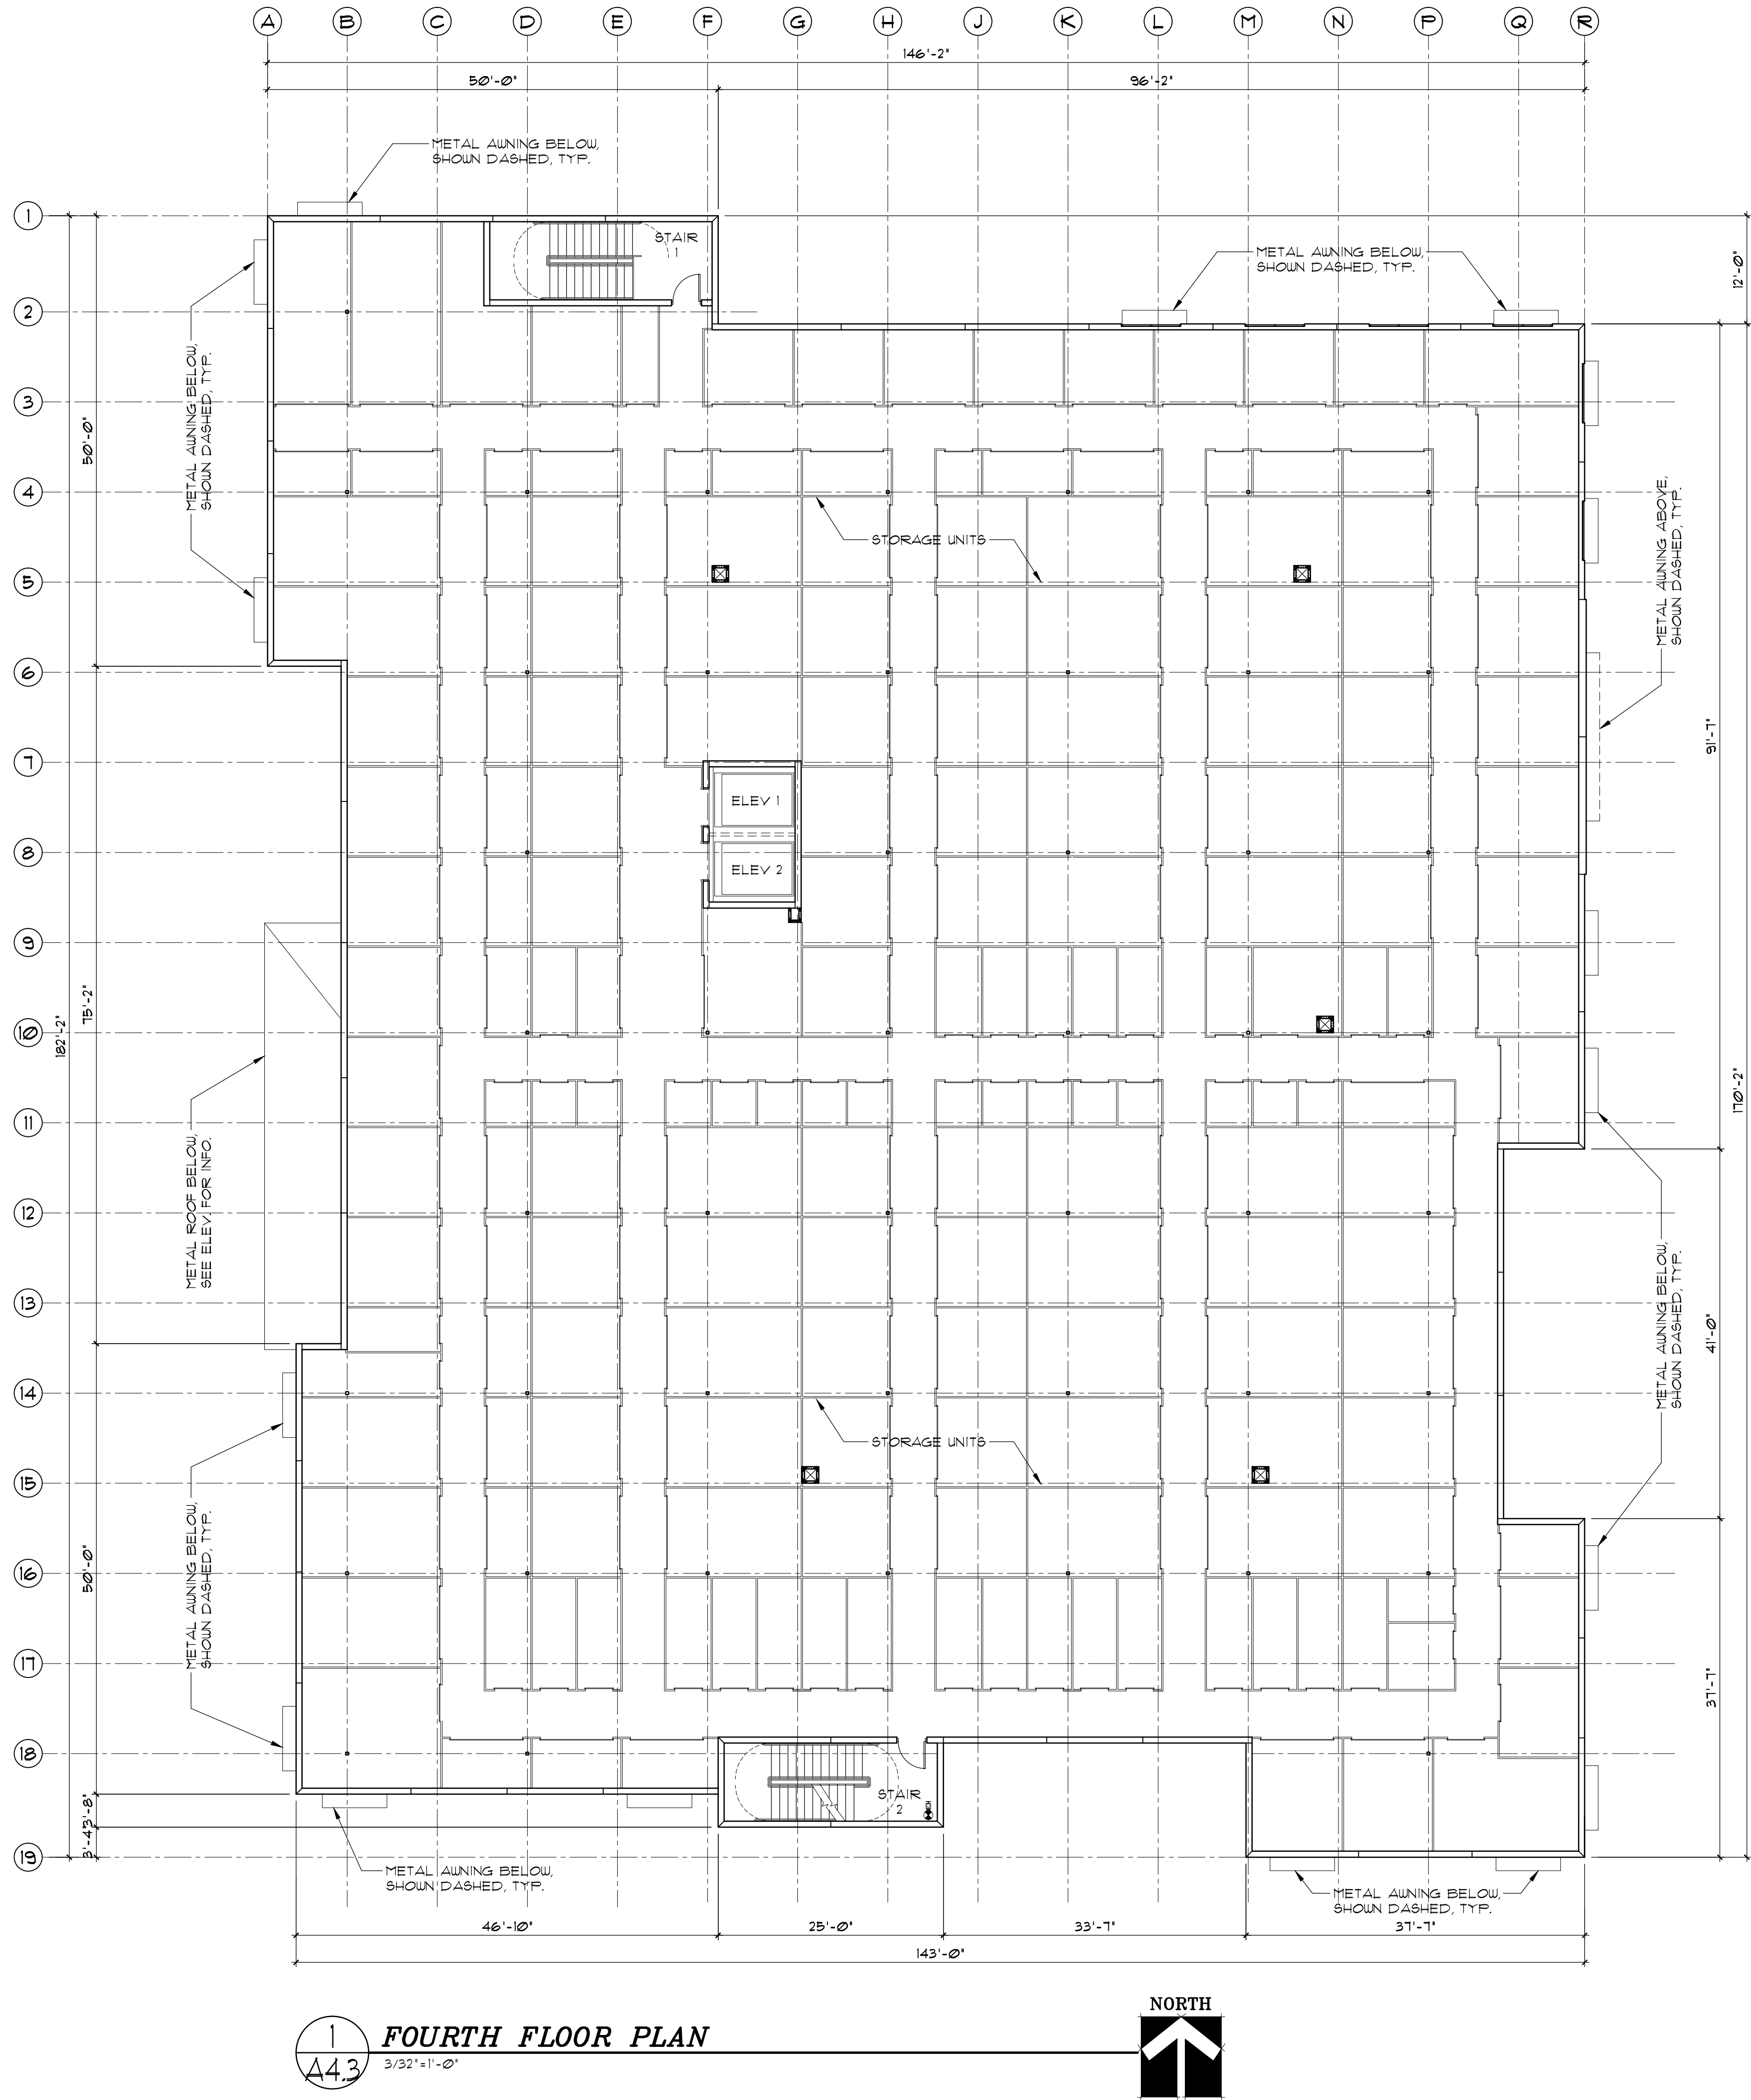 A B C D E F G H J K L M N P Q R
146'-2"
50'-0"
96'-2"
METAL AWNING BELOW,
SHOWN DASHED, TYP.
1
STAIR
1
METAL AWNING BELOW,
SHOWN DASHED, TYP.
12'-0"
2
METAL AWNING BELOW,
SHOWN DASHED, TYP.
3
50'-0"
4
METAL AWNING ABOVE,
SHOWN DASHED, TYP.
STORAGE UNITS
5
6
91'-7"
7
ELEV 1
8
ELEV 2
9
75'-2"
10
182'-2"
170'-2"
11
METAL ROOF BELOW,
SEE ELEV. FOR INFO.
12
13
METAL AWNING BELOW,
SHOWN DASHED, TYP.
41'-0"
14
STORAGE UNITS
15
METAL AWNING BELOW,
SHOWN DASHED, TYP.
50'-0"
16
17
37'-7"
18
STAIR
2
3'-8"
3'-4"
19
METAL AWNING BELOW,
SHOWN DASHED, TYP.
METAL AWNING BELOW,
SHOWN DASHED, TYP.
46'-10"
25'-0"
33'-7"
37'-7"
143'-0"
NORTH
1
FOURTH FLOOR PLAN
A4.3
3/32"=1'-0"